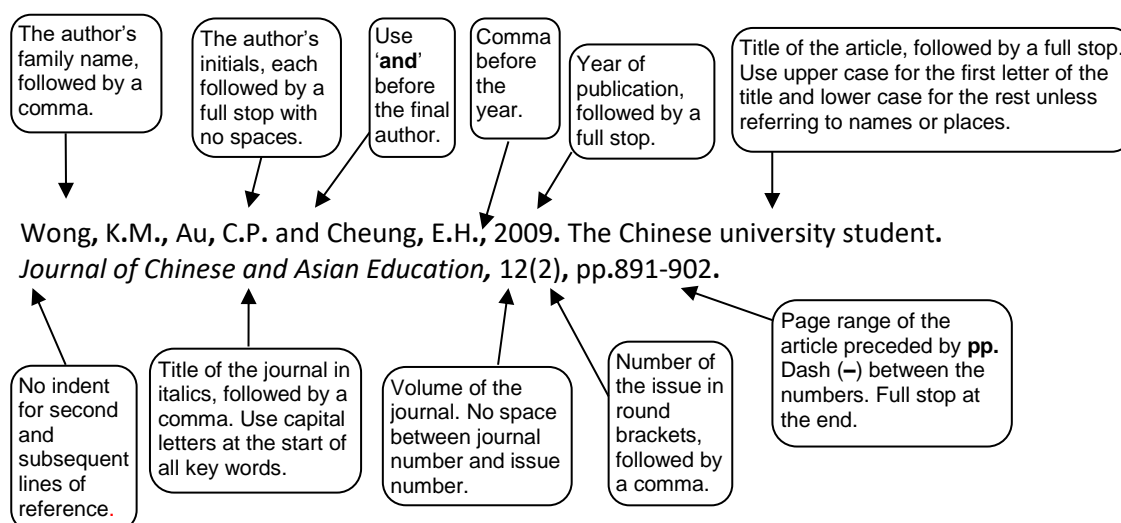 The author's
family name,
followed by a
comma.
The author's
initials, each
followed by a
full stop with
no spaces.
Use
'and'
before
the final
author.
Comma
before
the
year.
Year of
publication,
followed by a
full stop.
Title of the article, followed by a full stop.
Use upper case for the first letter of the
title and lower case for the rest unless
referring to names or places.
Wong, K.M., Au, C.P. and Cheung, E.H., 2009. The Chinese university student.
Journal of Chinese and Asian Education, 12(2), pp.891-902.
No indent
for second
and
subsequent
lines of
reference.
Title of the journal in
italics, followed by a
comma. Use capital
letters at the start of
all key words.
Volume of the
journal. No space
between journal
number and issue
number.
Number of
the issue in
round
brackets,
followed by
a comma.
Page range of the
article preceded by pp.
Dash (–) between the
numbers. Full stop at
the end.